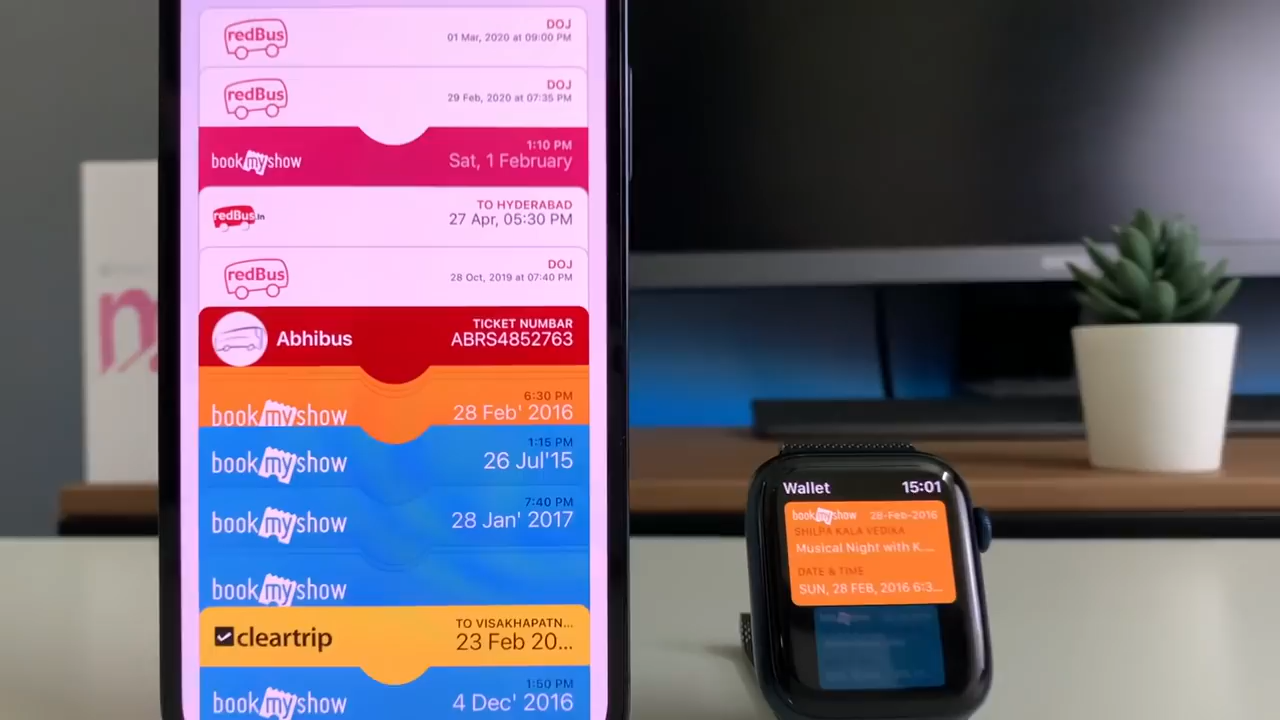 redBus
DOJ
01 Mar, 2020 at 09:00 PM
redBus
DOJ
29 Feb, 2020 at 07:35 PM
bookmyshow
1:10 PM
Sat, 1 February
redBus.in
TO HYDERABAD
27 Apr, 05:30 PM
redBus
DOJ
28 Oct, 2019 at 07:40 PM
Abhibus
TICKET NUMBAR
ABRS4852763
bookmyshow
6:30 PM
28 Feb' 2016
bookmyshow
1:15 PM
26 Jul'15
bookmyshow
7:40 PM
28 Jan' 2017
bookmyshow
cleartrip
TO VISAKHAPATN...
23 Feb 20...
bookmyshow
1:50 PM
4 Dec' 2016
Wallet
15:01
bookmyshow
28-Feb-2016
SHILPA KALA VEDIKA
Musical Night with K...
DATE & TIME
SUN, 28 FEB, 2016 6:3...